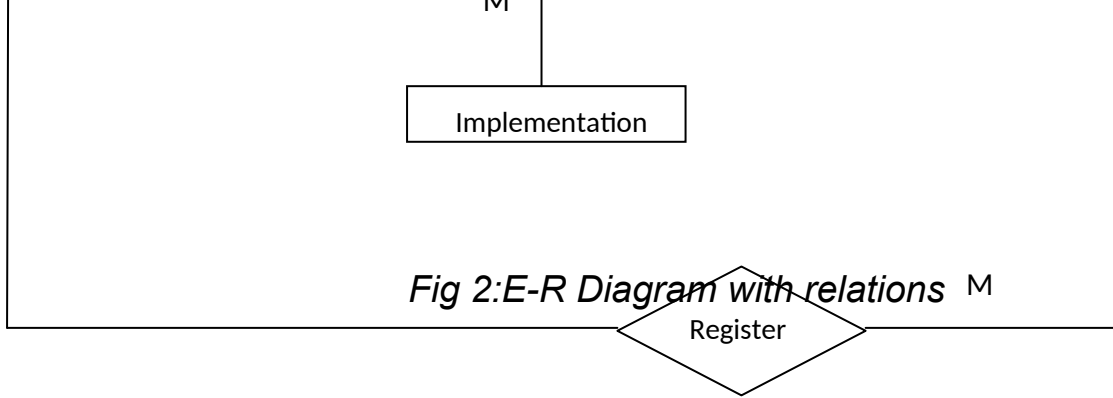 M
Implementation
Fig 2:E-R Diagram with relations M
Register